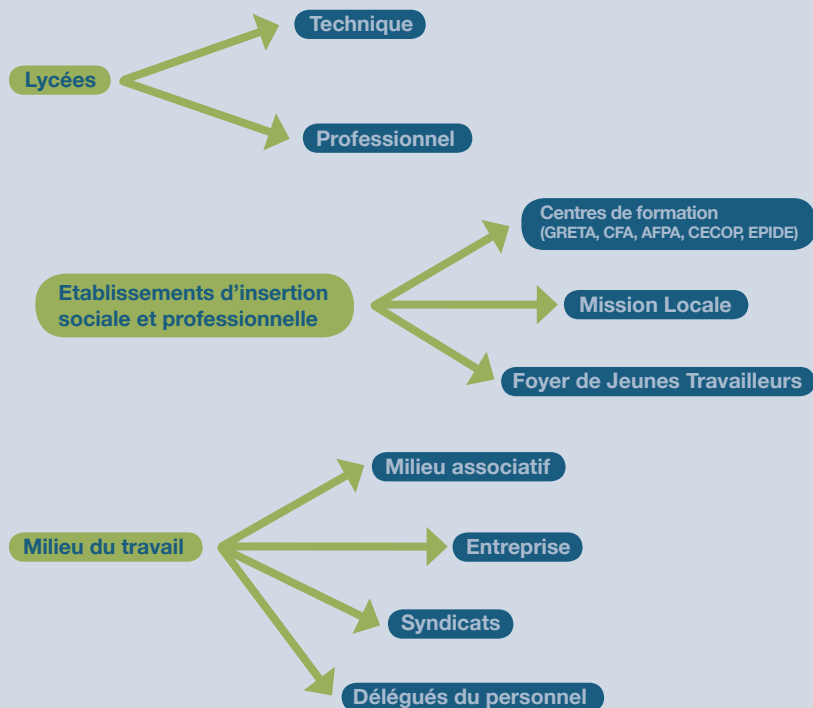 Technique
Lycées
Professionnel
Centres de formation
(GRETA, CFA, AFPA, CECOP, EPIDE)
Etablissements d’insertion
sociale et professionnelle
Mission Locale
Foyer de Jeunes Travailleurs
Milieu associatif
Milieu du travail
Entreprise
Syndicats
Délégués du personnel